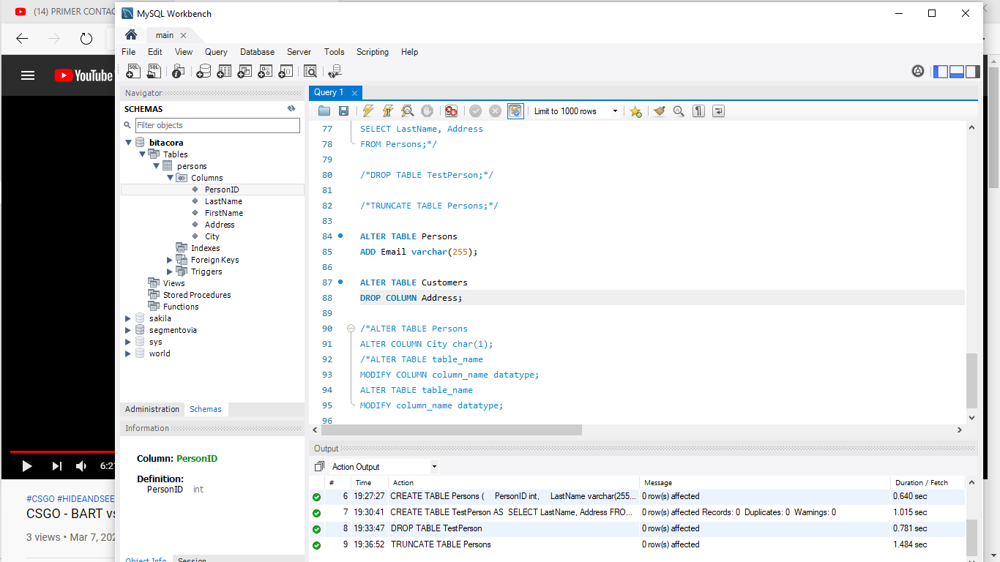 (14) PRIMER CONTAC
MySQL Workbench
main
File Edit View Query Database Server Tools Scripting Help
YouTube
Navigator
SCHEMAS
Filter objects
bitacora
Tables
persons
Columns
PersonID
LastName
FirstName
Address
City
Indexes
Foreign Keys
Triggers
Views
Stored Procedures
Functions
sakila
segmentovia
sys
world
Administration Schemas
Information
Column: PersonID
Definition:
PersonID int
Object Info Session
Query 1
Limit to 1000 rows
77 SELECT LastName, Address
78 FROM Persons;*/
79
80 /*DROP TABLE TestPerson;*/
81
82 /*TRUNCATE TABLE Persons;*/
83
84 ALTER TABLE Persons
85 ADD Email varchar(255);
86
87 ALTER TABLE Customers
88 DROP COLUMN Address;
89
90 /*ALTER TABLE Persons
91 ALTER COLUMN City char(1);
92 /*ALTER TABLE table_name
93 MODIFY COLUMN column_name datatype;
94 ALTER TABLE table_name
95 MODIFY column_name datatype;
96
Output
Action Output
# Time Action Message Duration / Fetch
6 19:27:27 CREATE TABLE Persons ( PersonID int, LastName varchar(255... 0 row(s) affected 0.640 sec
7 19:30:41 CREATE TABLE TestPerson AS SELECT LastName, Address FRO... 0 row(s) affected Records: 0 Duplicates: 0 Warnings: 0 1.015 sec
8 19:33:47 DROP TABLE TestPerson 0 row(s) affected 0.781 sec
9 19:36:52 TRUNCATE TABLE Persons 0 row(s) affected 1.484 sec
6:21
#CSGO #HIDEANDSEE
CSGO - BART vs
3 views • Mar 7, 202